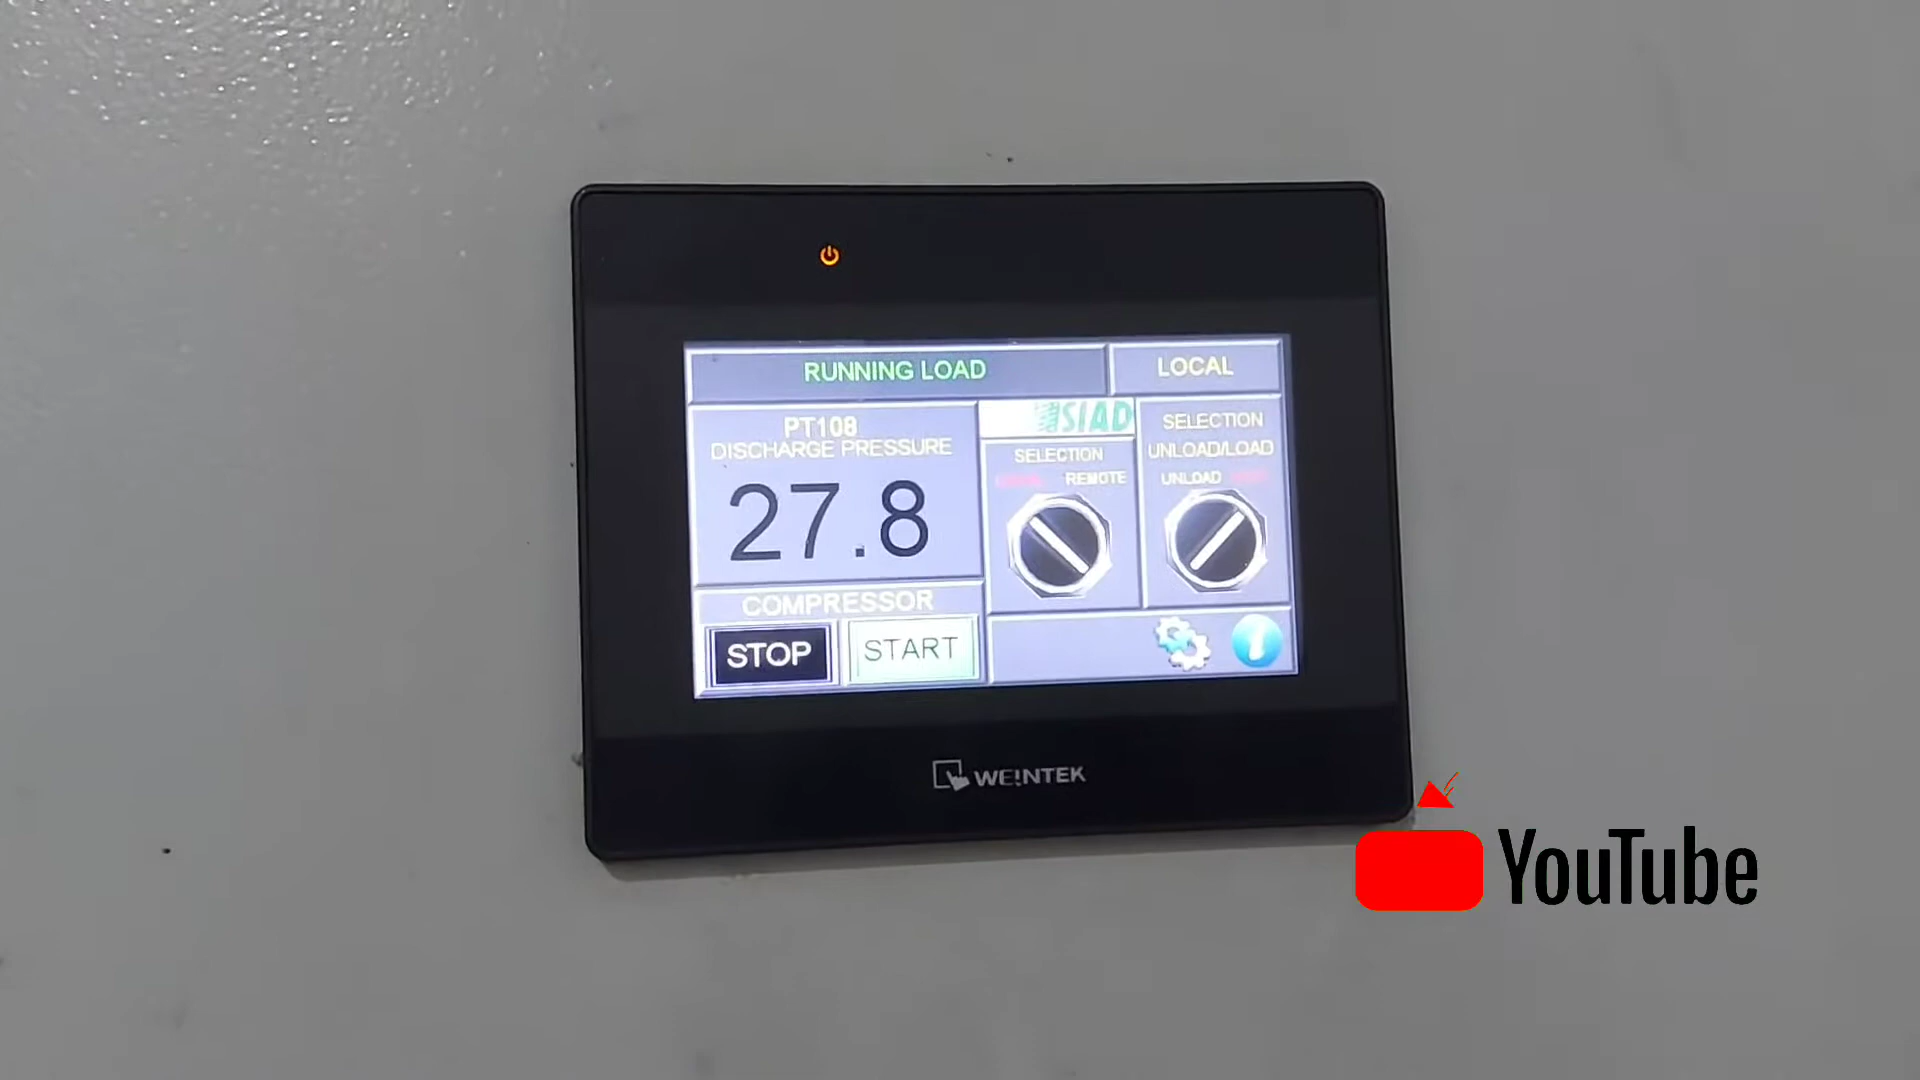 RUNNING LOAD
LOCAL
PT108
DISCHARGE PRESSURE
27.8
COMPRESSOR
STOP
START
SIAD
SELECTION
REMOTE
SELECTION
UNLOAD/LOAD
UNLOAD
WEINTEK
YouTube